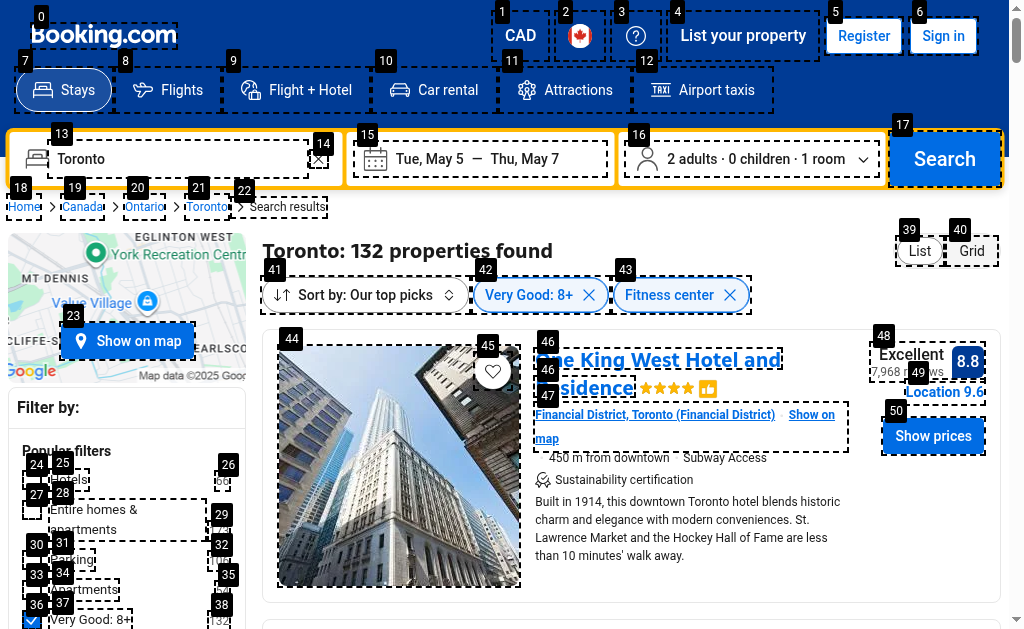 Booking.com
CAD
List your property
Register
Sign in
Stays
Flights
Flight + Hotel
Car rental
Attractions
Airport taxis
Toronto
Tue, May 5 — Thu, May 7
2 adults · 0 children · 1 room
Search
Home
Canada
Ontario
Toronto
Search results
EGLINTON WEST
York Recreation Centr
MT DENNIS
Value Village
CLIFFE-S
EARLSCO
Show on map
Google
Map data ©2025 Goog
Filter by:
Popular filters
Hotels
66
Entire homes &
apartments
Parking
Apartments
Very Good: 8+
132
Toronto: 132 properties found
List
Grid
Sort by: Our top picks
Very Good: 8+
Fitness center
One King West Hotel and
Residence
Financial District, Toronto (Financial District)
Show on
map
450 m from downtown
Subway Access
Sustainability certification
Built in 1914, this downtown Toronto hotel blends historic
charm and elegance with modern conveniences. St.
Lawrence Market and the Hockey Hall of Fame are less
than 10 minutes' walk away.
Excellent
7,968 reviews
8.8
Location 9.6
Show prices
0
1
2
3
4
5
6
7
8
9
10
11
12
13
14
15
16
17
18
19
20
21
22
23
24
25
26
27
28
29
30
31
32
33
34
35
36
37
38
39
40
41
42
43
44
45
46
46
47
48
49
50